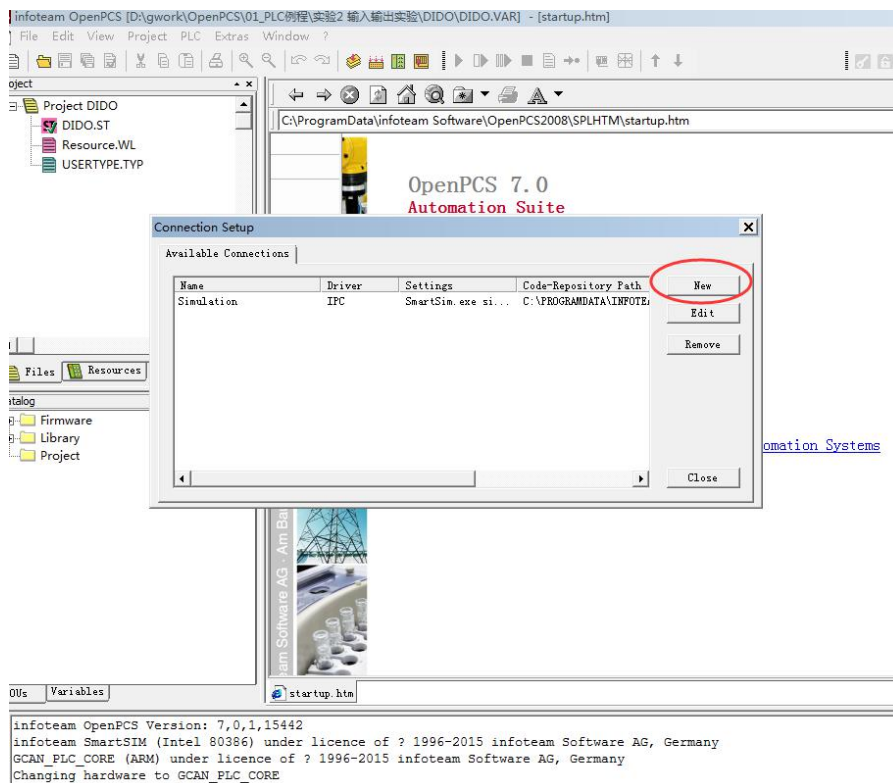 infoteam OpenPCS [D:\gwork\OpenPCS\01_PLC例程\实验2 输入输出实验\DIDO\DIDO.VAR] - [startup.htm]
File Edit View Project PLC Extras Window ?
oject
Project DIDO
DIDO.ST
Resource.WL
USERTYPE.TYP
C:\ProgramData\infoteam Software\OpenPCS2008\SPLHTM\startup.htm
OpenPCS 7.0
Automation Suite
Connection Setup
Available Connections
Name Driver Settings Code-Repository Path
Simulation IPC SmartSim.exe si... C:\PROGRAMDATA\INFOTE
New
Edit
Remove
Close
Files Resources
atalog
Firmware
Library
Project
omation Systems
am Software AG · Am Ba
OUs Variables
startup.htm
infoteam OpenPCS Version: 7,0,1,15442
infoteam SmartSIM (Intel 80386) under licence of ? 1996-2015 infoteam Software AG, Germany
GCAN_PLC_CORE (ARM) under licence of ? 1996-2015 infoteam Software AG, Germany
Changing hardware to GCAN_PLC_CORE